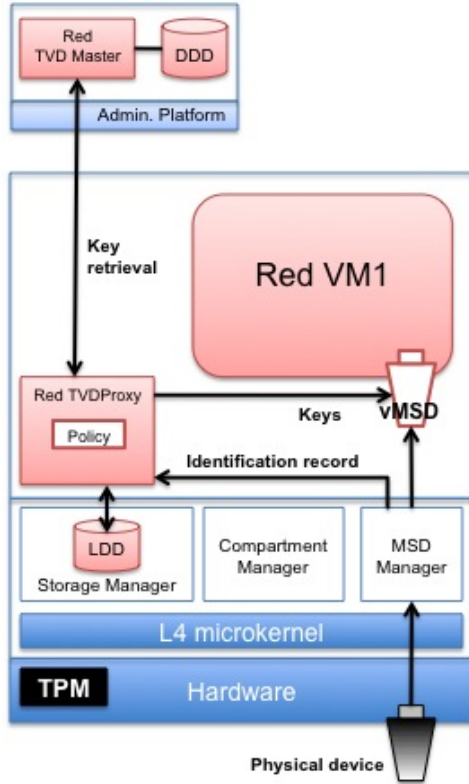 Red
TVD Master
DDD
Admin. Platform
Key
retrieval
Red VM1
Red TVDProxy
Policy
Keys
vMSD
Identification record
LDD
Storage Manager
Compartment
Manager
MSD
Manager
L4 microkernel
TPM
Hardware
Physical device